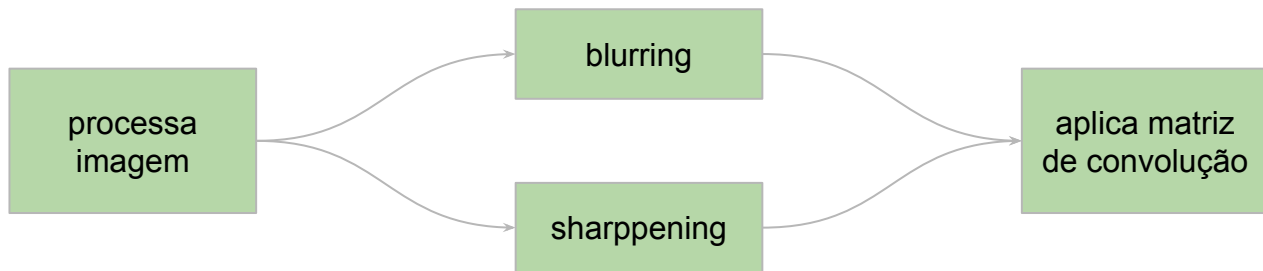 processa
imagem
blurring
sharppening
aplica matriz
de convolução